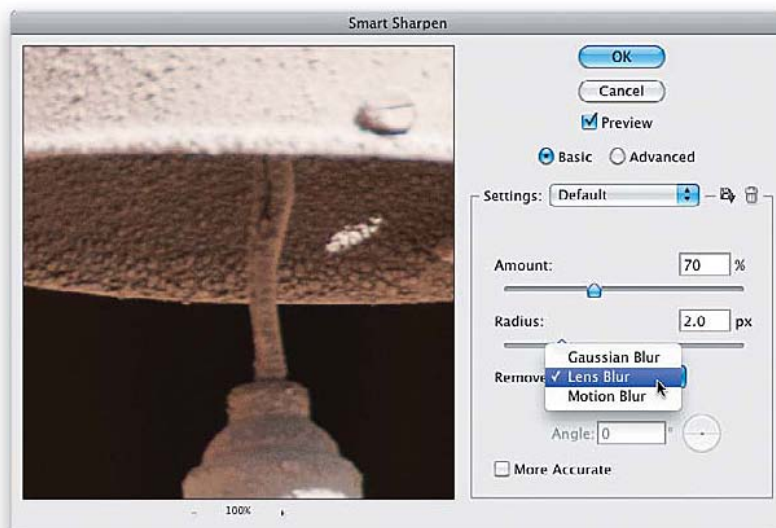 Smart Sharpen
OK
Cancel
Preview
Basic Advanced
Settings: Default
Amount: 70 %
Radius: 2.0 px
Gaussian Blur
Remove ✓ Lens Blur
Motion Blur
Angle: 0 °
More Accurate
100%